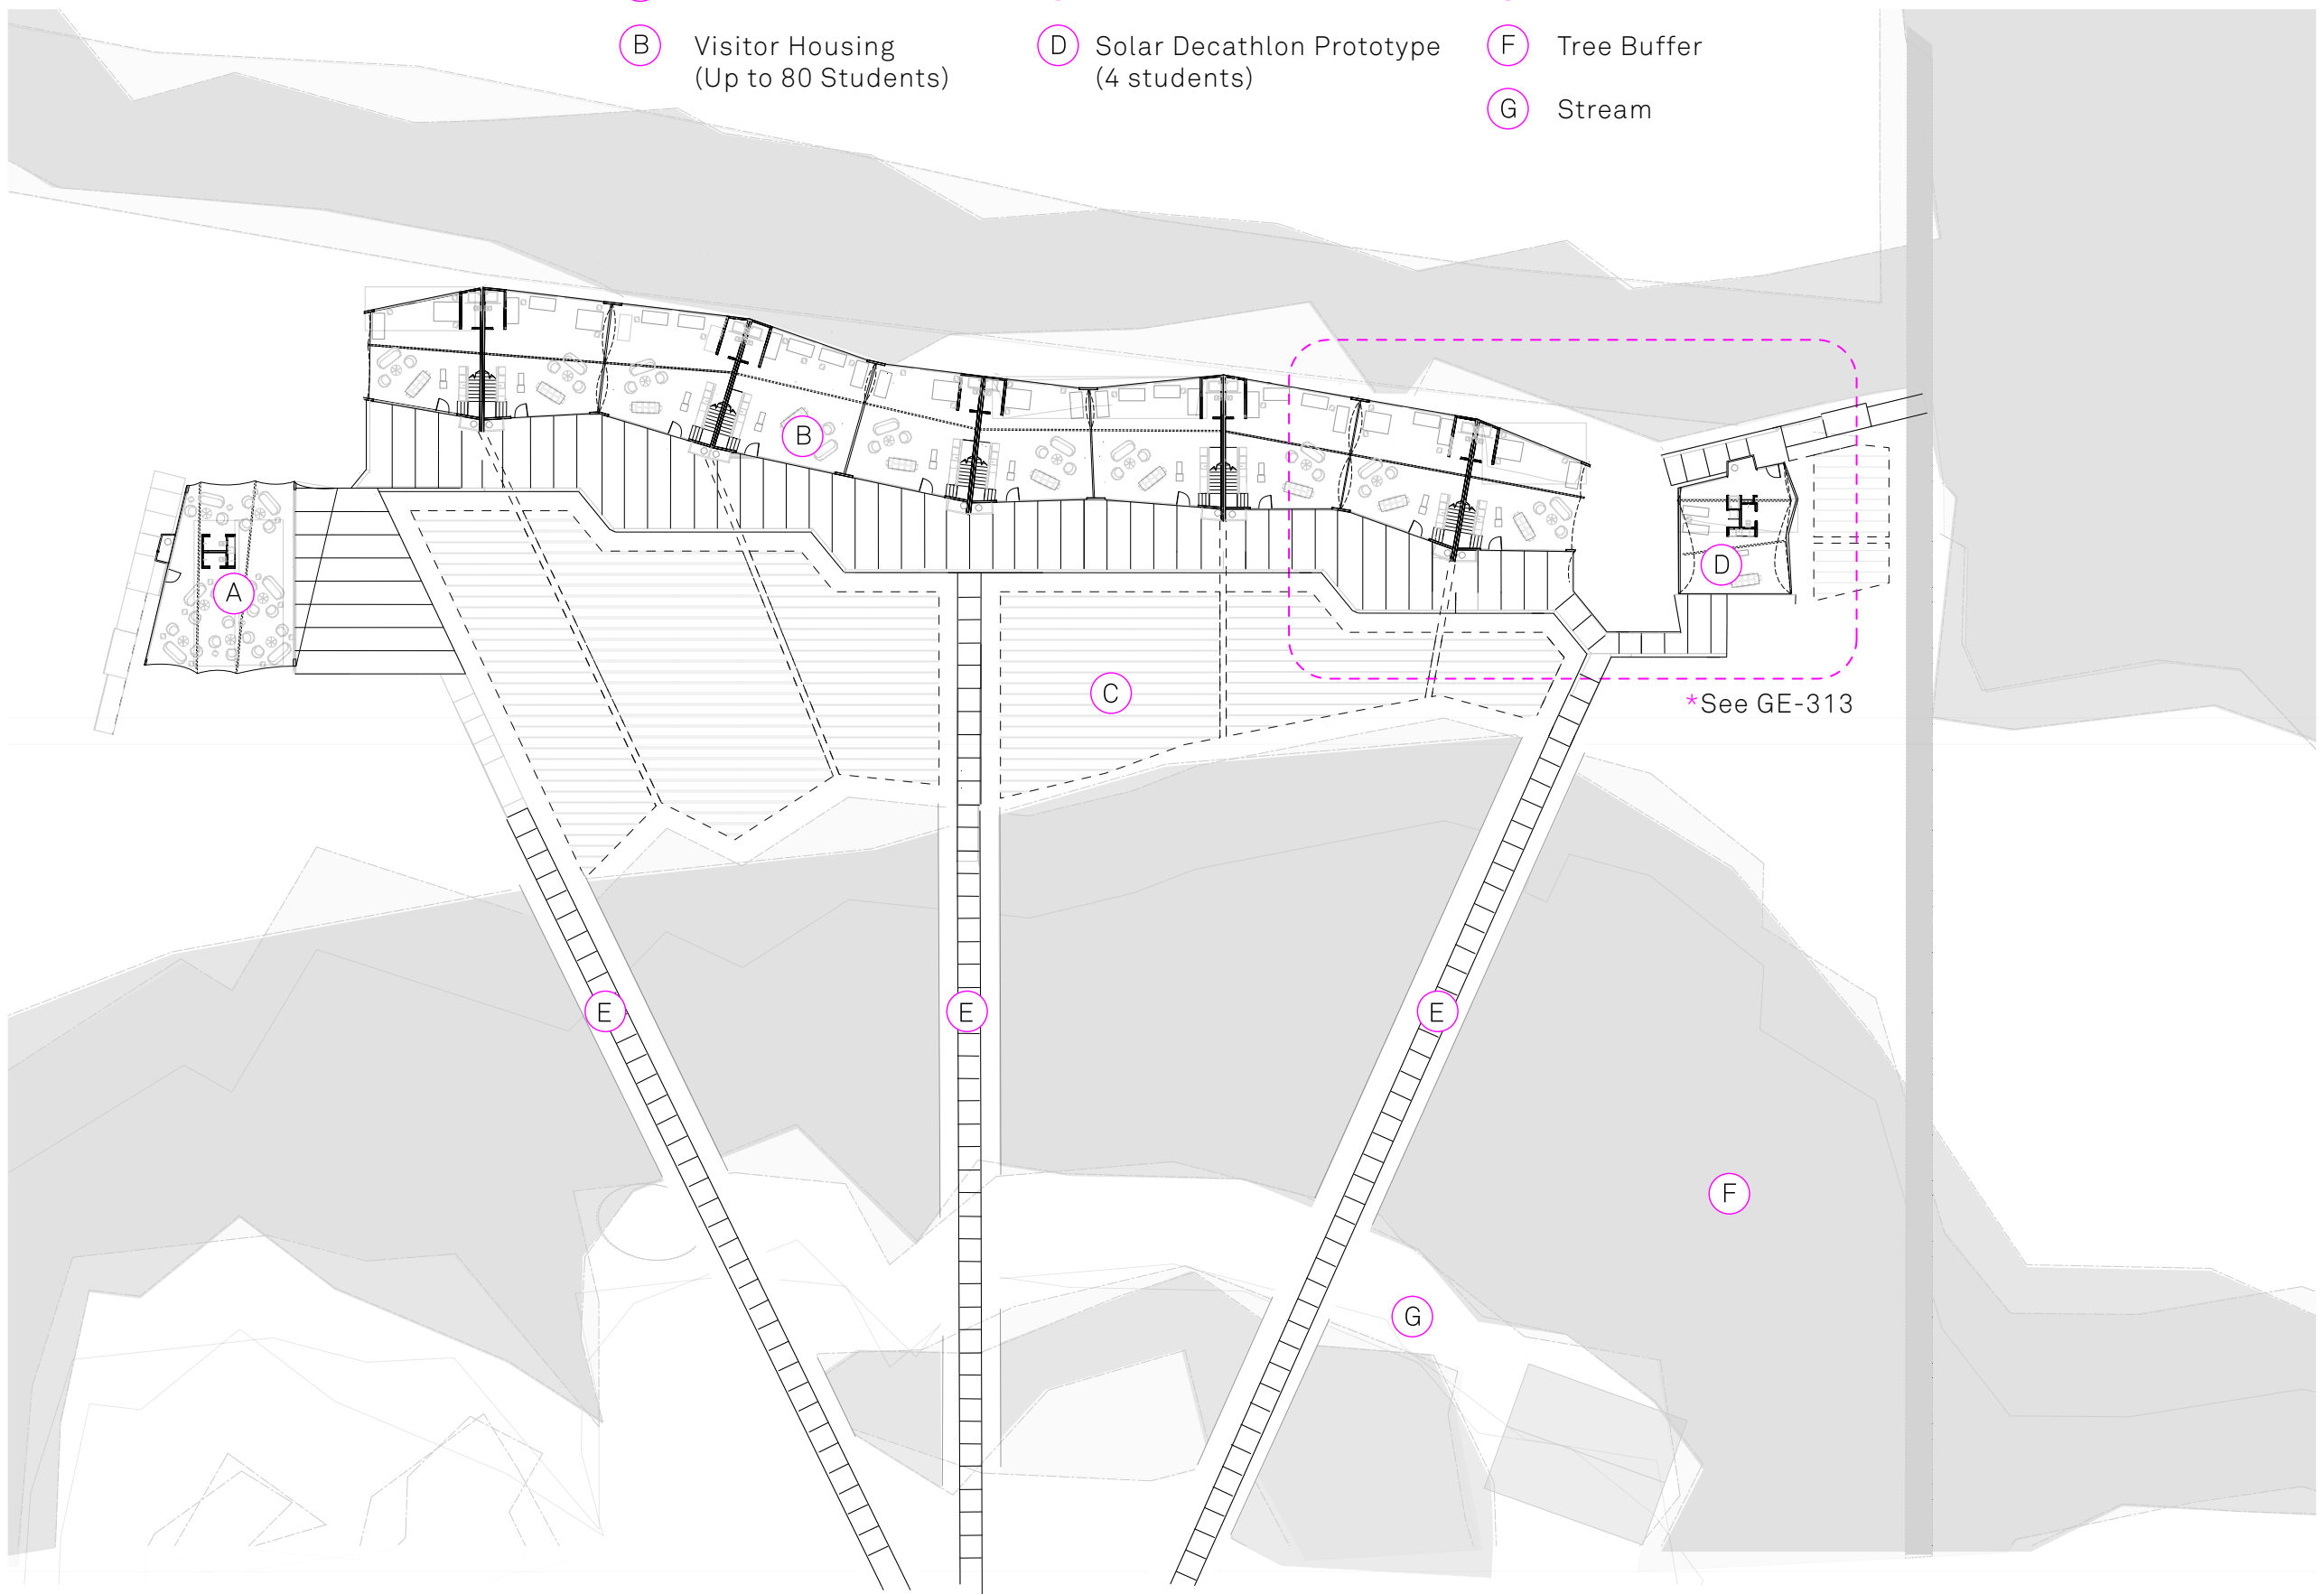 B Visitor Housing
(Up to 80 Students)
D Solar Decathlon Prototype
(4 students)
F Tree Buffer
G Stream
B
D
A
C
*See GE-313
E
E
E
F
G